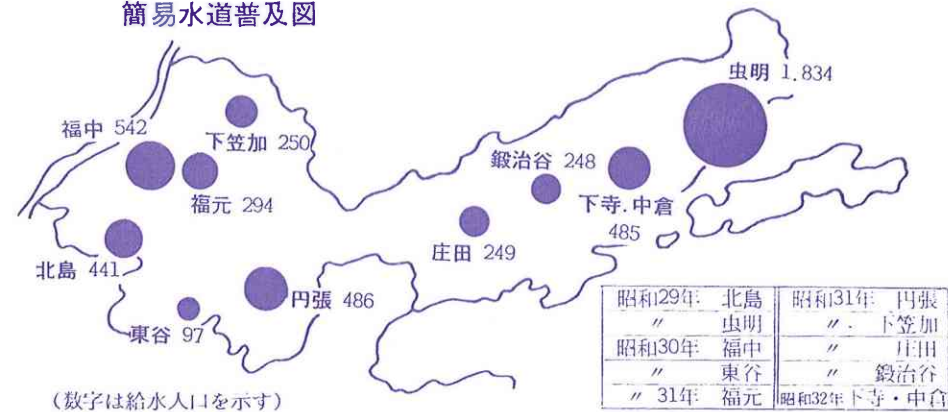 簡易水道普及図
虫明 1.834
福中 542
下笠加 250
鍛治谷 248
福元 294
下寺.中倉
485
庄田 249
北島 441
円張 486
東谷 97
昭和29年 北島 昭和31年 円張
〃 虫明 〃 下笠加
昭和30年 福中 〃 庄田
〃 東谷 〃 鍛治谷
〃 31年 福元 昭和32年 下寺・中倉
(数字は給水人口を示す)